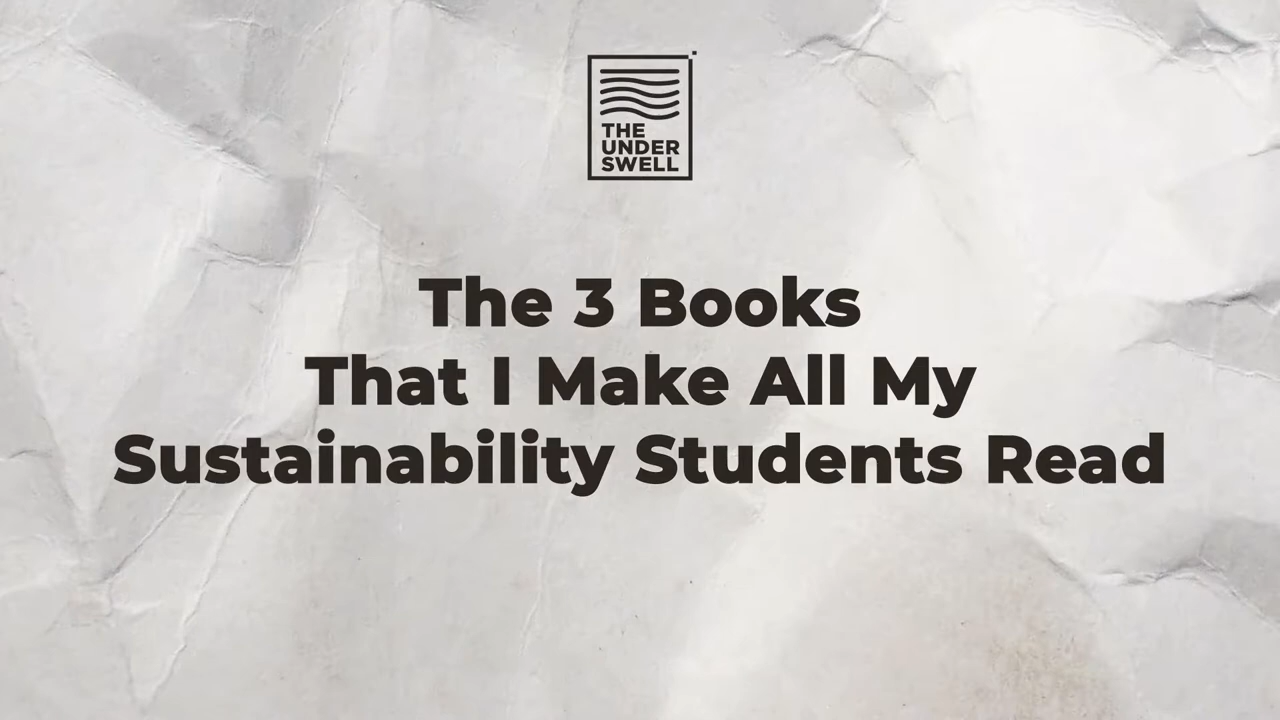 THE
UNDER
SWELL
The 3 Books
That I Make All My
Sustainability Students Read